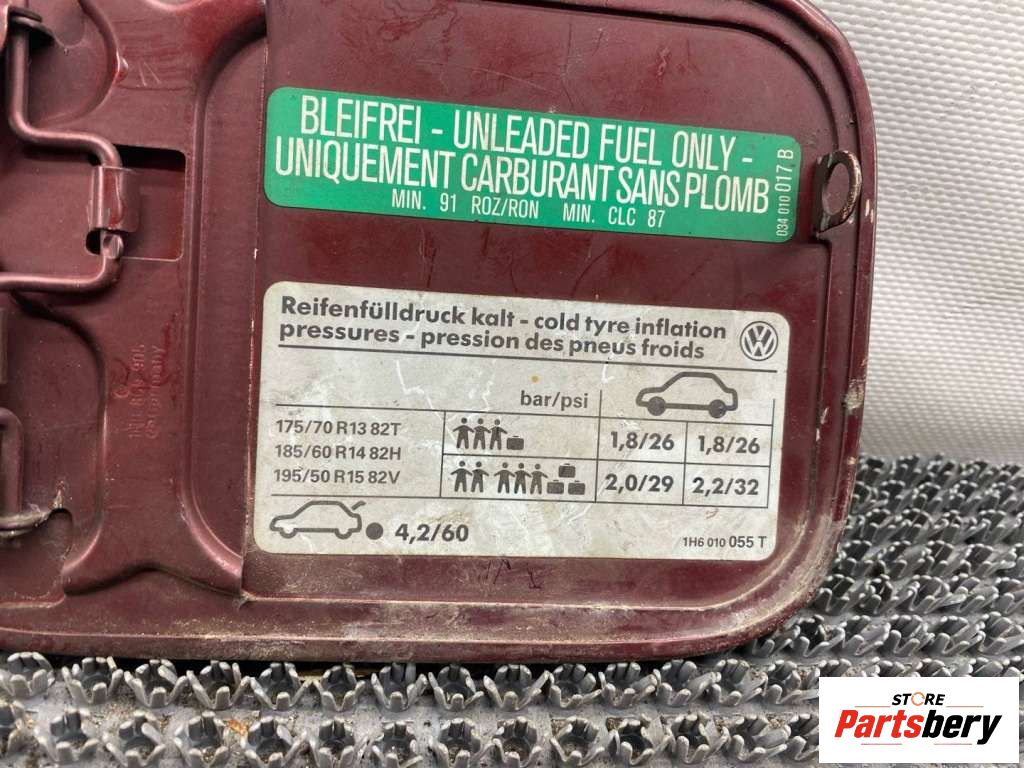 BLEIFREI - UNLEADED FUEL ONLY -
UNIQUEMENT CARBURANT SANS PLOMB
MIN. 91 ROZ/RON MIN. CLC 87
034 010 017 B
Reifenfülldruck kalt - cold tyre inflation
pressures - pression des pneus froids
bar/psi
175/70 R13 82T
185/60 R14 82H
195/50 R15 82V
1,8/26 1,8/26
2,0/29 2,2/32
4,2/60
1H6 010 055 T
STORE
Partsbery